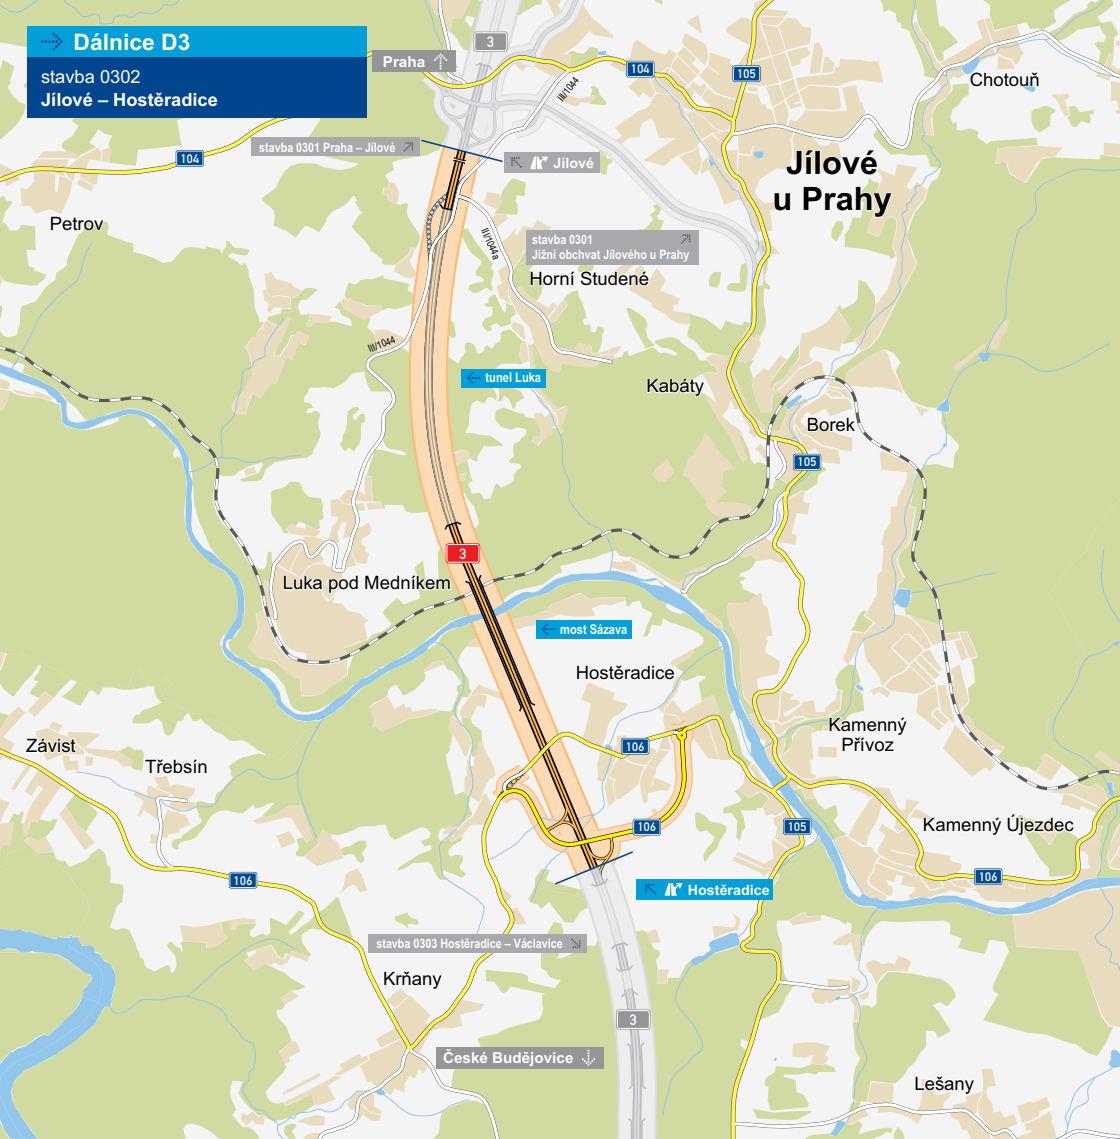 Dálnice D3
stavba 0302
Jílové – Hostěradice
Praha
3
104
105
Chotouň
III/1044
stavba 0301 Praha – Jílové
104
Jílové
Jílové
u Prahy
Petrov
III/1044a
stavba 0301
Jižní obchvat Jílového u Prahy
Horní Studené
III/1044
tunel Luka
Kabáty
Borek
105
3
Luka pod Medníkem
most Sázava
Hostěradice
Závist
Třebsín
106
Kamenný
Přívoz
106
105
Kamenný Újezdec
106
106
Hostěradice
stavba 0303 Hostěradice – Václavice
Krňany
3
České Budějovice
Lešany